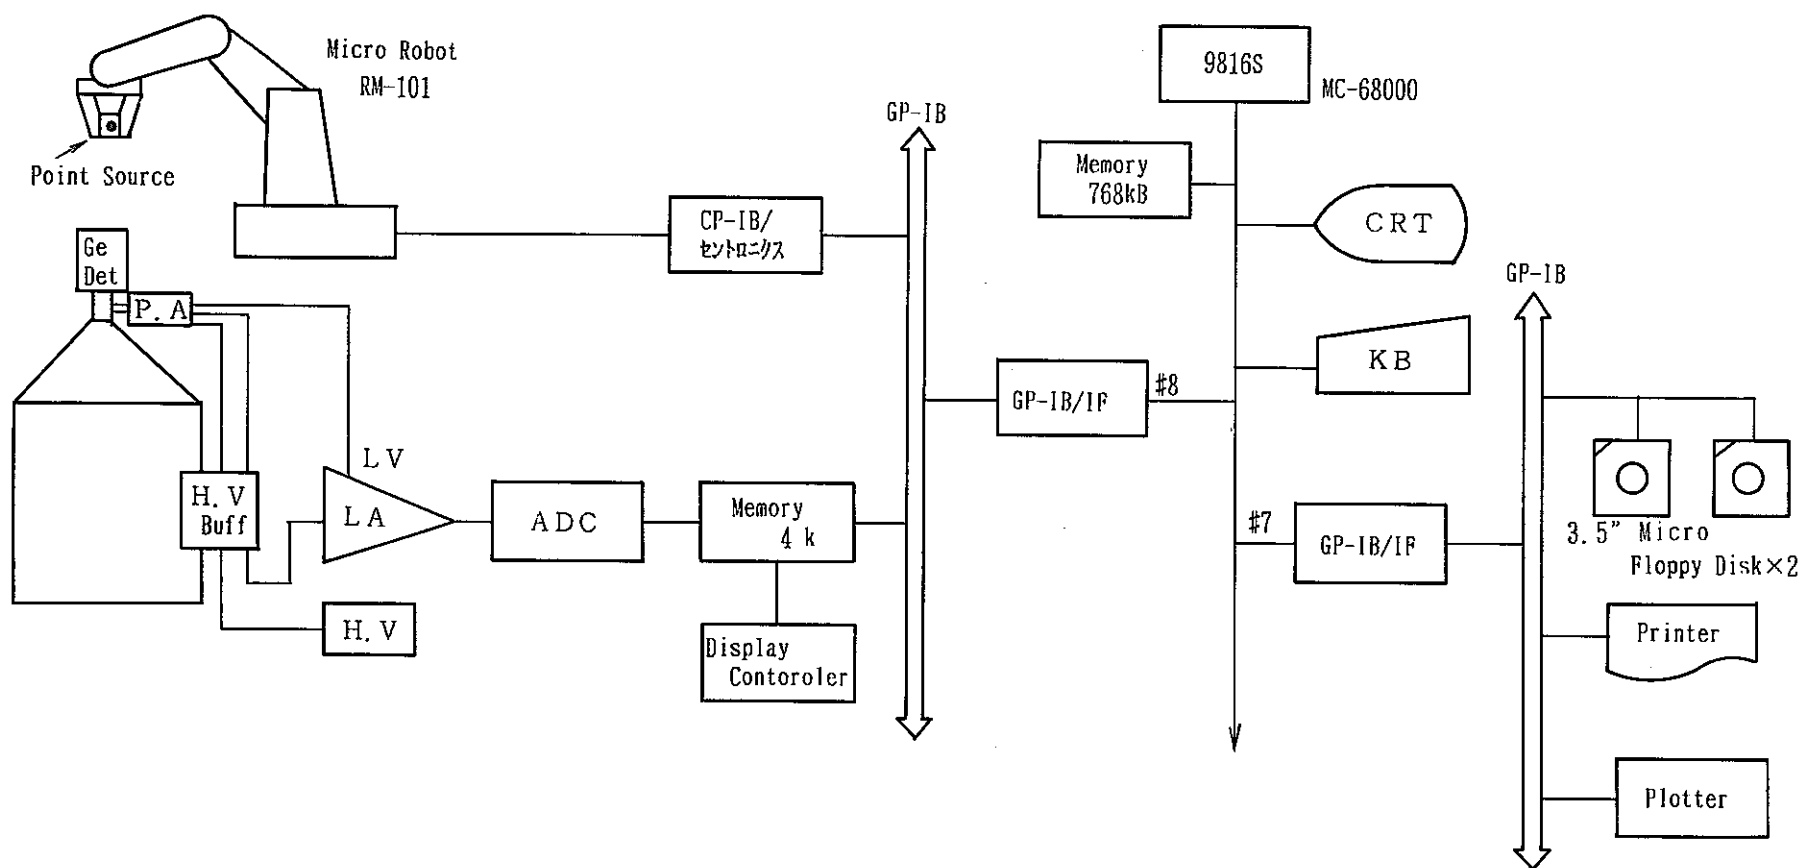 Micro Robot
RM-101
Point Source
Ge
Det
P.A
H.V
Buff
LV
LA
H.V
ADC
Memory
4 k
Display
Contoroler
CP-IB/
セントロニクス
GP-IB
GP-IB/IF
#8
9816S
MC-68000
Memory
768kB
CRT
KB
#7
GP-IB/IF
GP-IB
3.5" Micro
Floppy Disk×2
Printer
Plotter